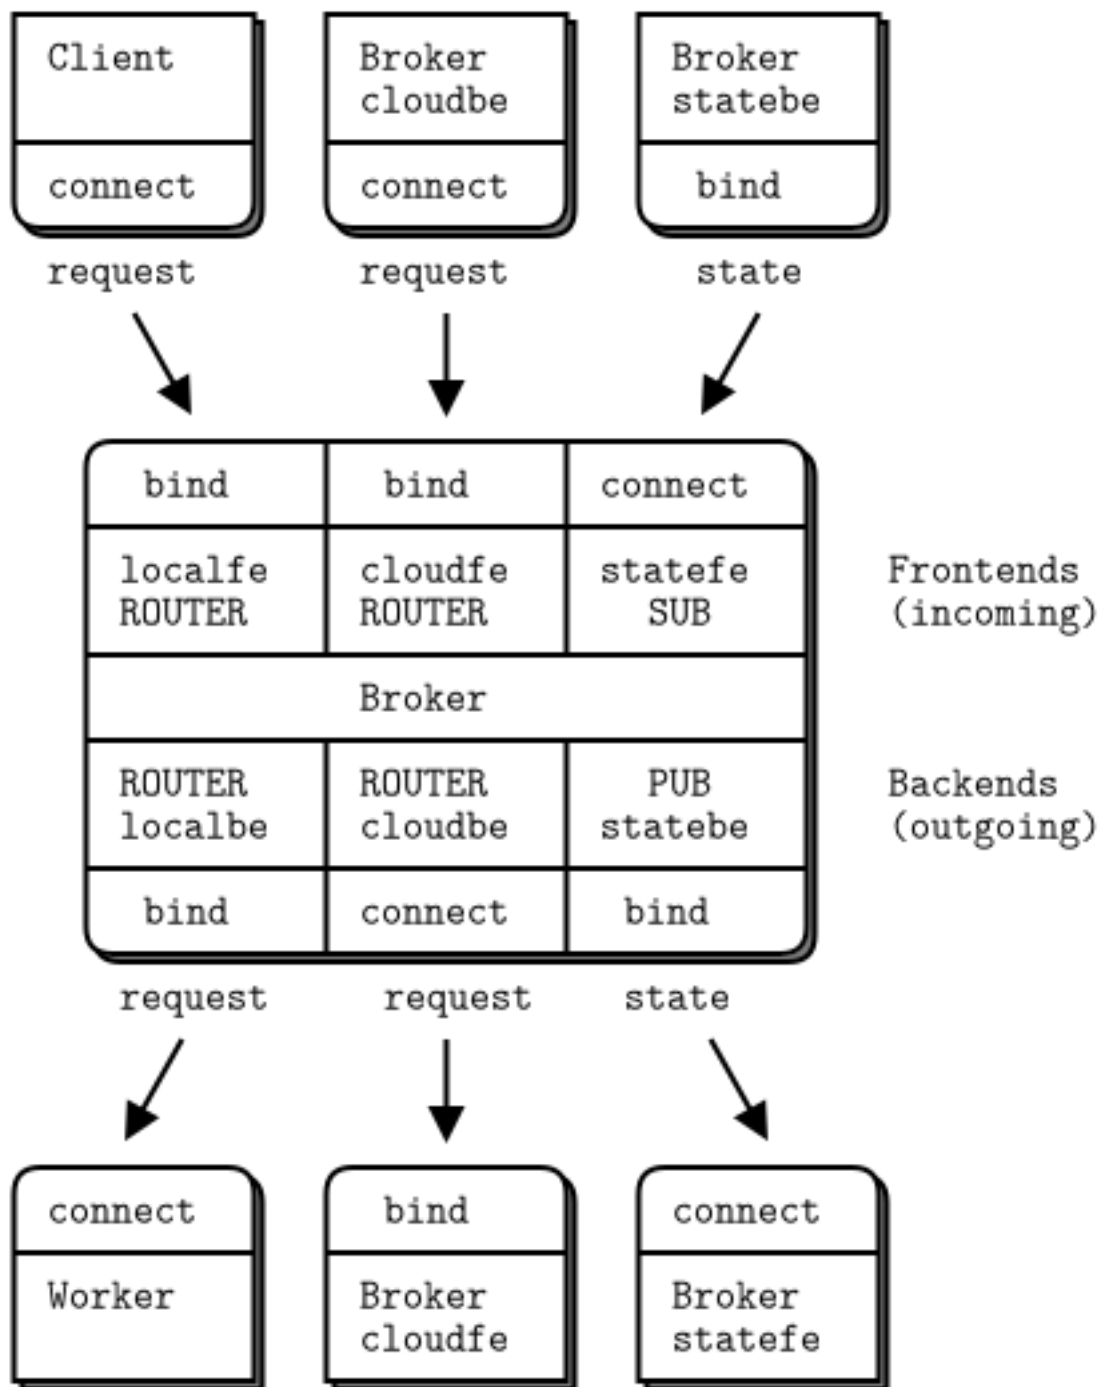 Client Broker Broker
cloudbe statebe
connect connect bind
request request state
bind bind connect
localfe cloudfe statefe Frontends
ROUTER ROUTER SUB (incoming)
Broker
ROUTER ROUTER PUB Backends
localbe cloudbe statebe (outgoing)
bind connect bind
request request state
connect bind connect
Worker Broker Broker
cloudfe statefe